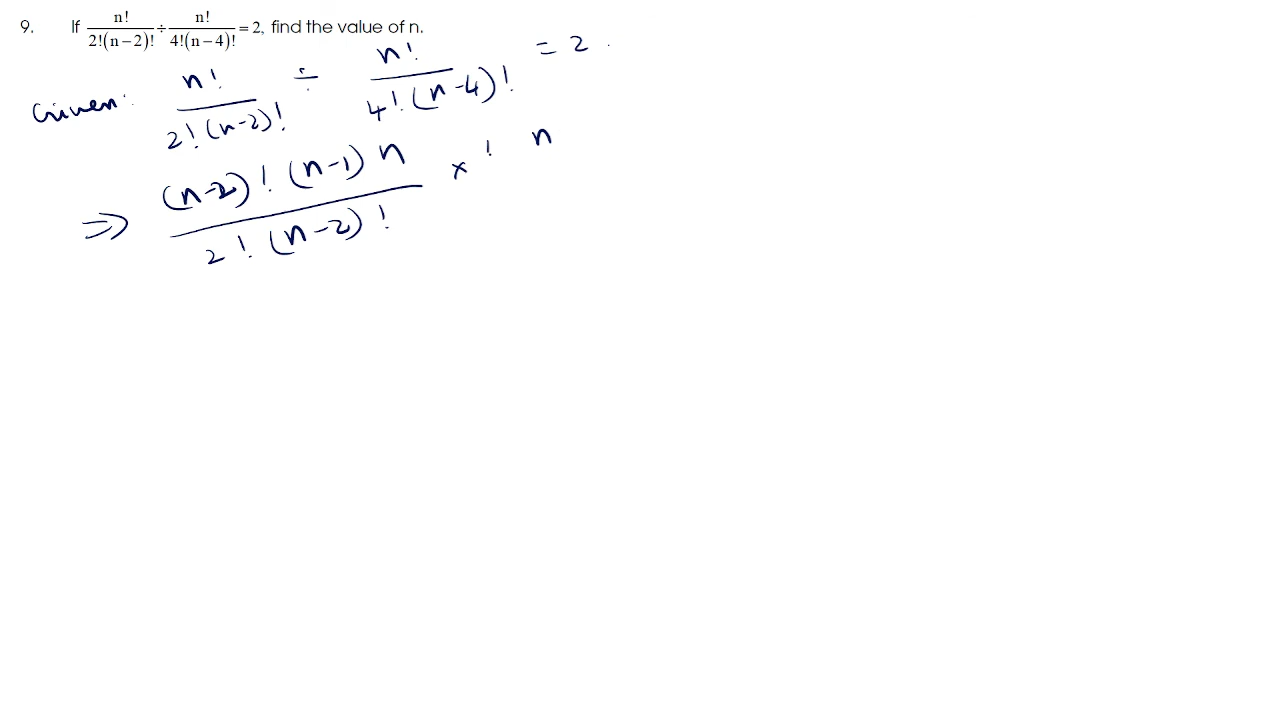 9. If n!/2!(n−2)! ÷ n!/4!(n−4)! = 2, find the value of n.
Given: n!/2!(n-2)! ÷ n!/4!(n-4)! = 2
⇒ (n-2)! (n-1) n/2! (n-2)! × ! n